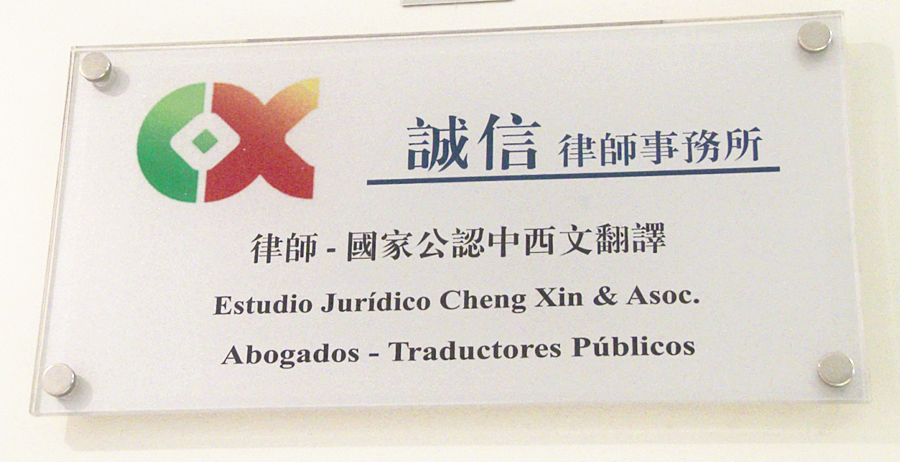 誠信 律師事務所
律師 - 國家公認中西文翻譯
Estudio Jurídico Cheng Xin & Asoc.
Abogados - Traductores Públicos